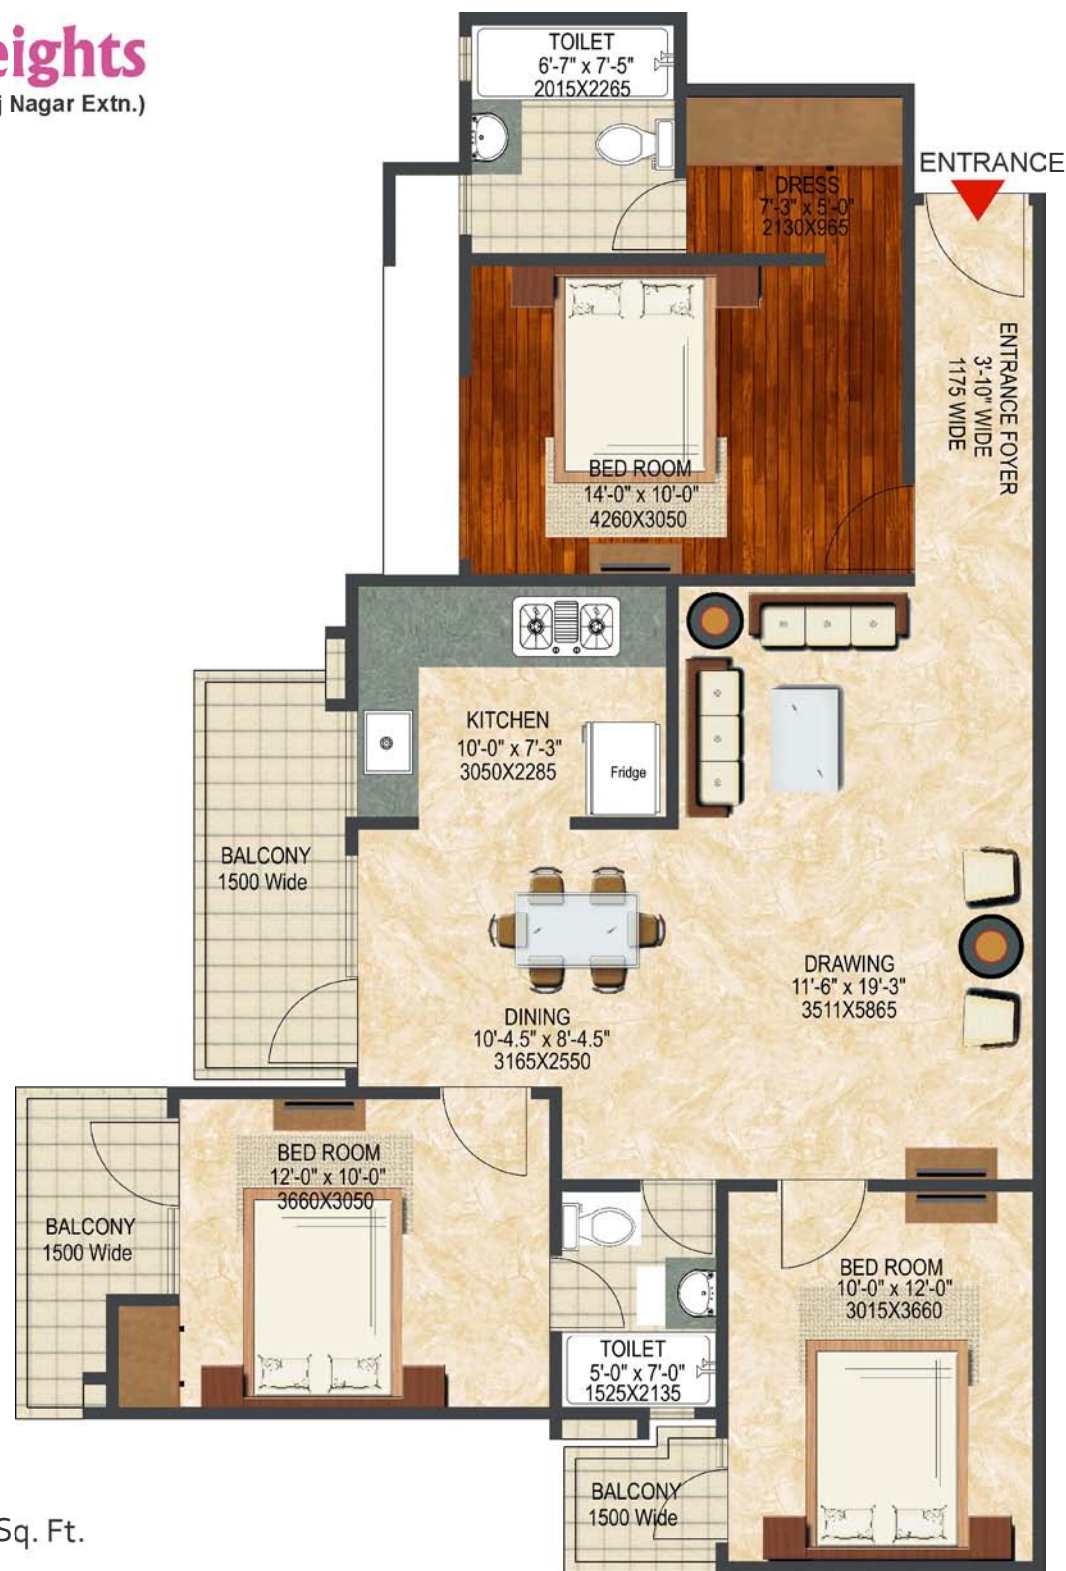 eights
j Nagar Extn.)
TOILET
6'-7" x 7'-5"
2015X2265
DRESS
7'-3" x 5'-0"
2130X965
ENTRANCE
ENTRANCE FOYER
3'-10" WIDE
1175 WIDE
BED ROOM
14'-0" x 10'-0"
4260X3050
KITCHEN
10'-0" x 7'-3"
3050X2285
Fridge
BALCONY
1500 Wide
DRAWING
11'-6" x 19'-3"
3511X5865
DINING
10'-4.5" x 8'-4.5"
3165X2550
BED ROOM
12'-0" x 10'-0"
3660X3050
BALCONY
1500 Wide
BED ROOM
10'-0" x 12'-0"
3015X3660
TOILET
5'-0" x 7'-0"
1525X2135
BALCONY
1500 Wide
Sq. Ft.